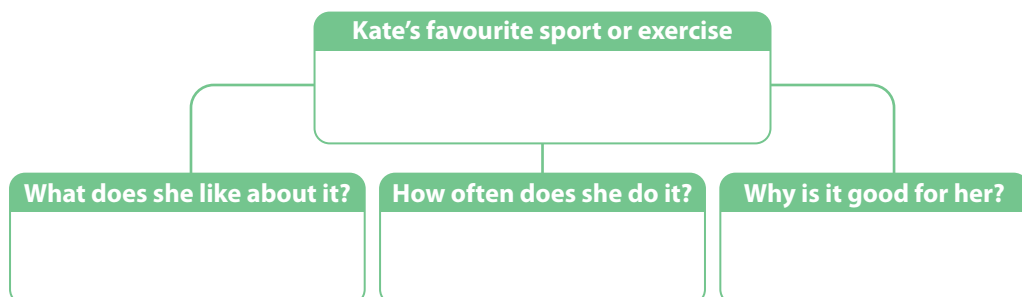 Kate’s favourite sport or exercise
What does she like about it?
How often does she do it?
Why is it good for her?